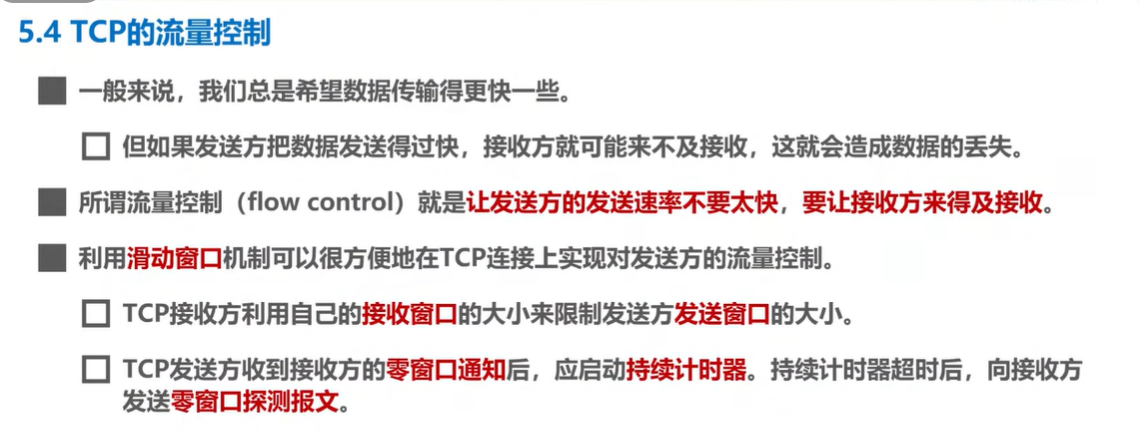 5.4 TCP的流量控制
一般来说，我们总是希望数据传输得更快一些。
但如果发送方把数据发送得过快，接收方就可能来不及接收，这就会造成数据的丢失。
所谓流量控制（flow control）就是让发送方的发送速率不要太快，要让接收方来得及接收。
利用滑动窗口机制可以很方便地在TCP连接上实现对发送方的流量控制。
TCP接收方利用自己的接收窗口的大小来限制发送方发送窗口的大小。
TCP发送方收到接收方的零窗口通知后，应启动持续计时器。持续计时器超时后，向接收方
发送零窗口探测报文。